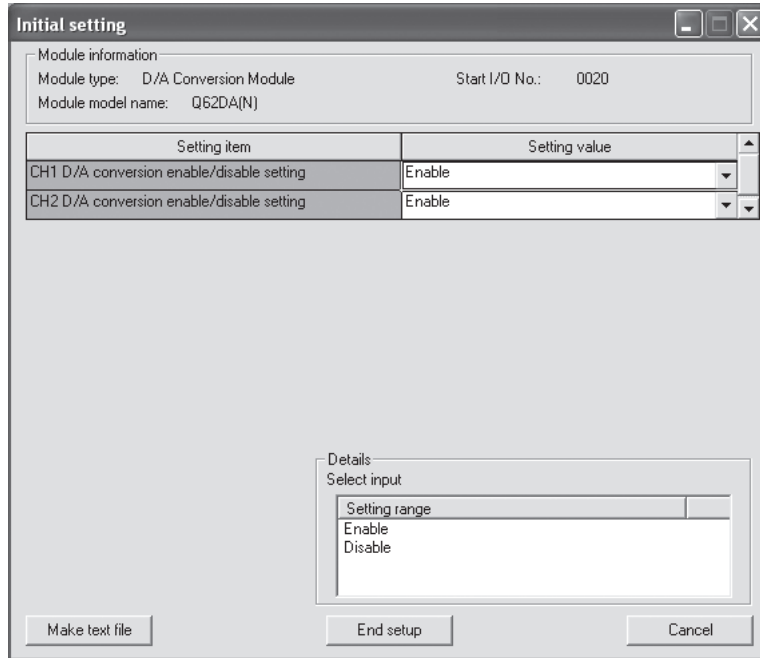 Initial setting
Module information
Module type: D/A Conversion Module Start I/O No.: 0020
Module model name: Q62DA(N)
Setting item Setting value
CH1 D/A conversion enable/disable setting Enable
CH2 D/A conversion enable/disable setting Enable
Details
Select input
Setting range
Enable
Disable
Make text file End setup Cancel